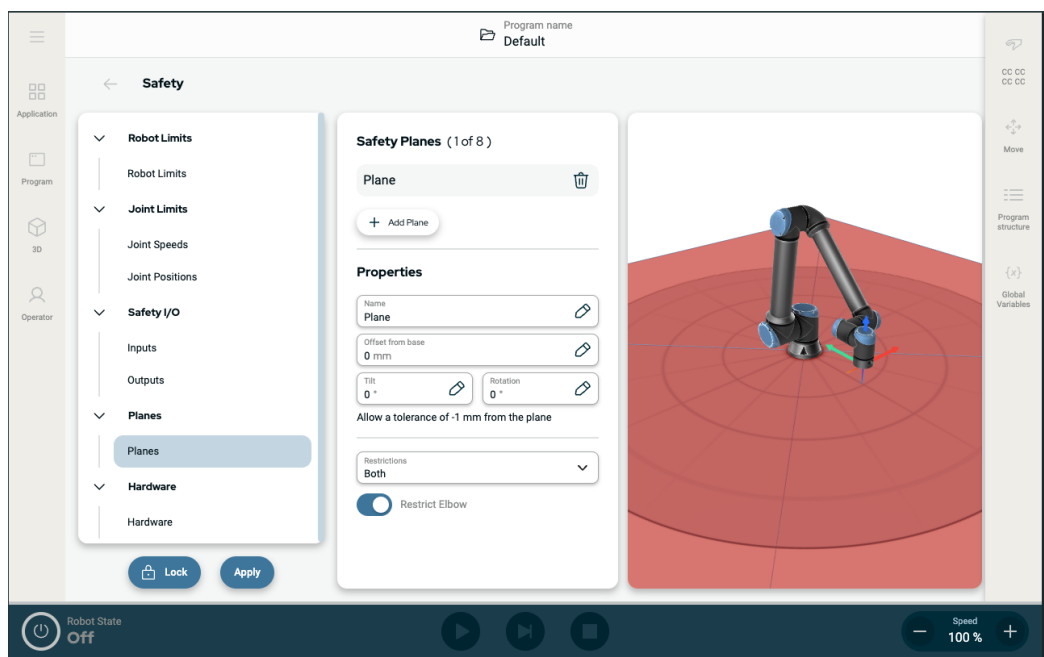 Program name
Default
Safety
Application
Program
3D
Operator
Robot Limits
Robot Limits
Joint Limits
Joint Speeds
Joint Positions
Safety I/O
Inputs
Outputs
Planes
Planes
Hardware
Hardware
Lock
Apply
Safety Planes (1 of 8)
Plane
+ Add Plane
Properties
Name
Plane
Offset from base
0 mm
Tilt
0 °
Rotation
0 °
Allow a tolerance of -1 mm from the plane
Restrictions
Both
Restrict Elbow
CC CC
CC CC
Move
Program
structure
{x}
Global
Variables
Robot State
Off
Speed
100 %